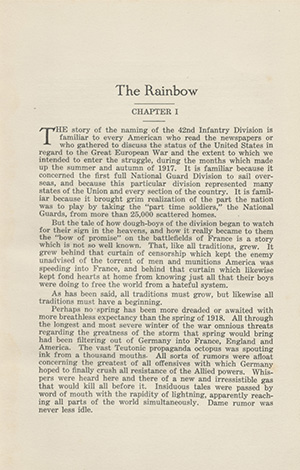 The Rainbow
CHAPTER I
THE story of the naming of the 42nd Infantry Division is
familiar to every American who read the newspapers or
who gathered to discuss the status of the United States in
regard to the Great European War and the extent to which we
intended to enter the struggle, during the months which made
up the summer and autumn of 1917. It is familiar because it
concerned the first full National Guard Division to sail over-
seas, and because this particular division represented many
states of the Union and every section of the country. It is famil-
iar because it brought grim realization of the part the nation
was to play by taking the "part time soldiers," the National
Guards, from more than 25,000 scattered homes.
But the tale of how dough-boys of the division began to watch
for their sign in the heavens, and how it really became to them
the "bow of promise" on the battlefields of France is a story
which is not so well known. That, like all traditions, grew. It
grew behind that curtain of censorship which kept the enemy
unadvised of the torrent of men and munitions America was
speeding into France, and behind that curtain which likewise
kept fond hearts at home from knowing just all that their boys
were doing to free the world from a hateful system.
As has been said, all traditions must grow, but likewise all
traditions must have a beginning.
Perhaps no spring has been more dreaded or awaited with
more breathless expectancy than the spring of 1918. All through
the longest and most severe winter of the war ominous threats
regarding the greatness of the storm that spring would bring
had been filtering out of Germany into France, England and
America. The vast Teutonic propaganda octopus was spouting
ink from a thousand mouths. All sorts of rumors were afloat
concerning the greatest of all offensives with which Germany
hoped to finally crush all resistance of the Allied powers. Whis-
pers were heard here and there of a new and irresistible gas
that would kill all before it. Insiduous tales were passed by
word of mouth with the rapidity of lightning, apparently reach-
ing all parts of the world simultaneously. Dame rumor was
never less idle.